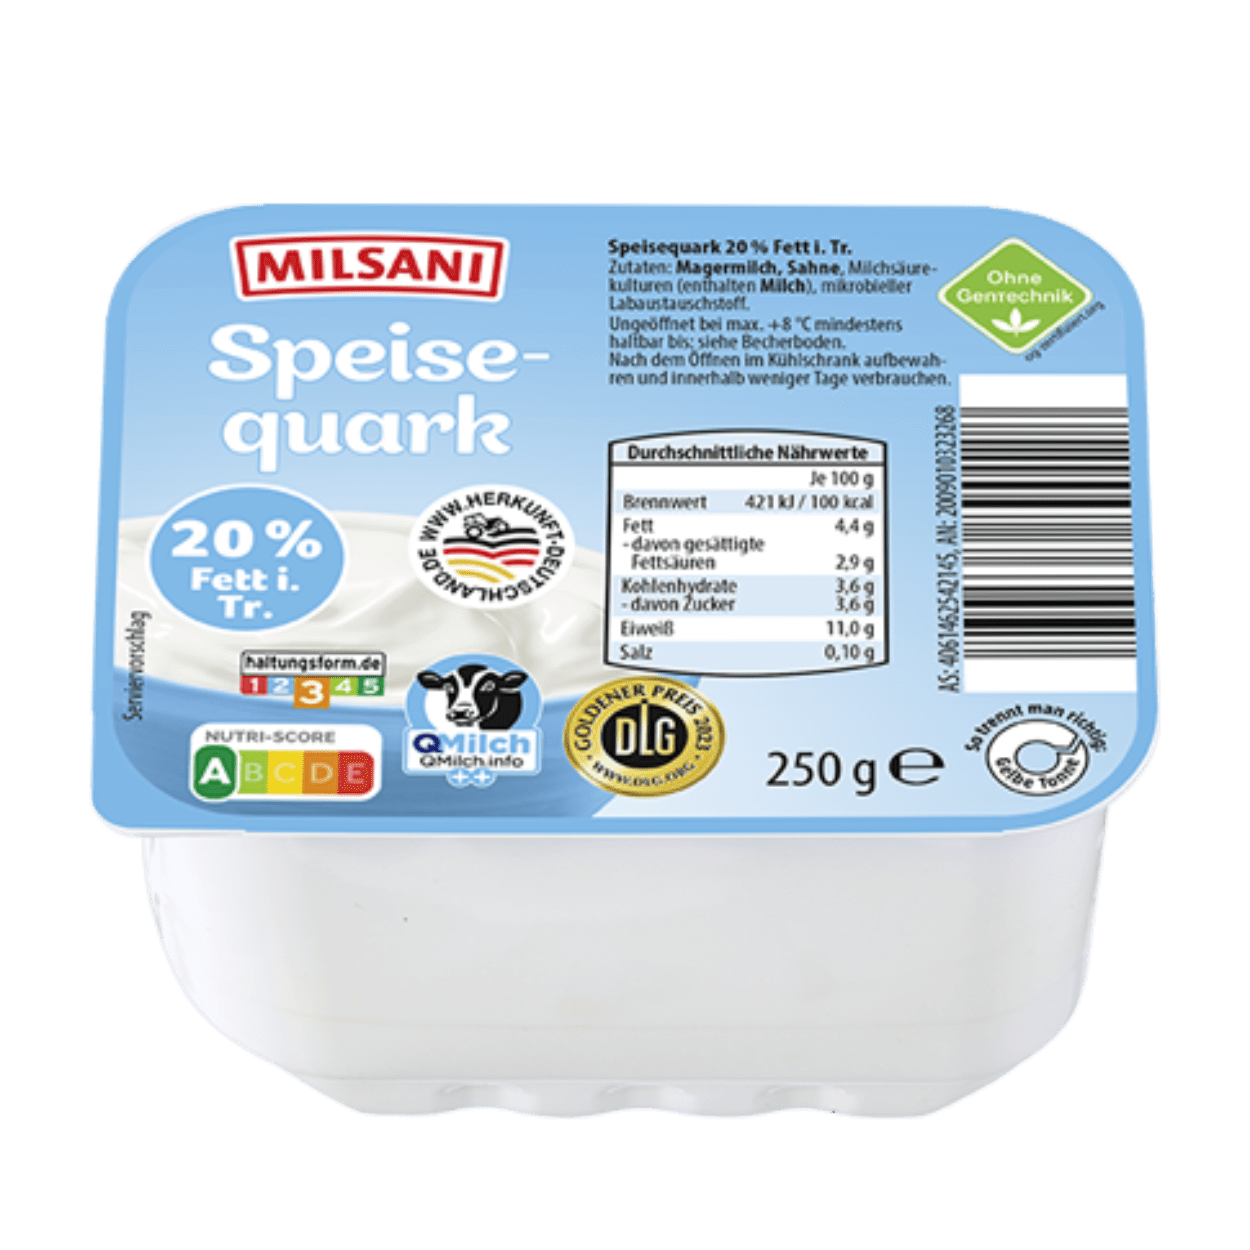 MILSANI
Speise-
quark
20 %
Fett i.
Tr.
WWW.HERKUNFT-DEUTSCHLAND.DE
Serviervorschlag
haltungsform.de
1 2 3 4 5
NUTRI-SCORE
A B C D E
QMilch
QMilch.info
++
GOLDENER PREIS 2023
DLG
WWW.DLG.ORG
Speisequark 20 % Fett i. Tr.
Zutaten: Magermilch, Sahne, Milchsäure-
kulturen (enthalten Milch), mikrobieller
Labaustauschstoff.
Ungeöffnet bei max. +8 °C mindestens
haltbar bis: siehe Becherboden.
Nach dem Öffnen im Kühlschrank aufbewah-
ren und innerhalb weniger Tage verbrauchen.
Durchschnittliche Nährwerte
Je 100 g
Brennwert 421 kJ / 100 kcal
Fett 4,4 g
- davon gesättigte
Fettsäuren 2,9 g
Kohlenhydrate 3,6 g
- davon Zucker 3,6 g
Eiweiß 11,0 g
Salz 0,10 g
250 g e
Ohne
GenTechnik
AS: 4061462542145, AN: 2009010323268
So trennt man richtig:
Gelbe Tonne